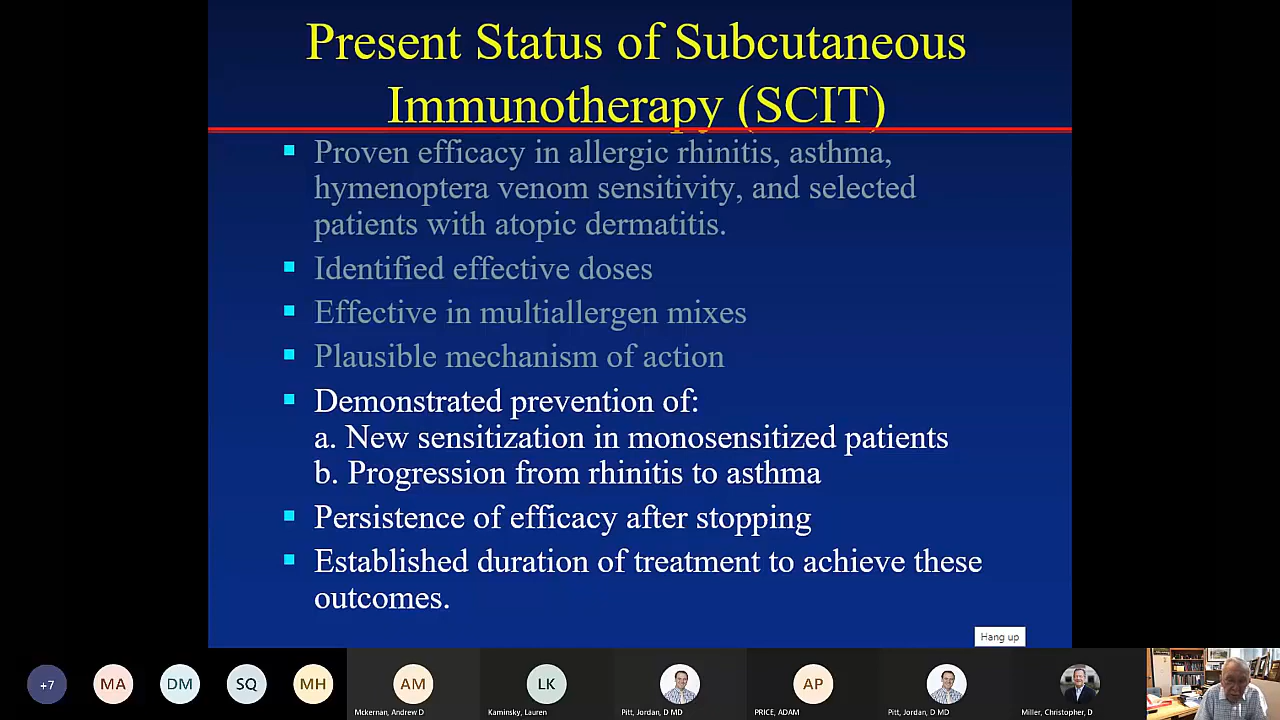 Present Status of Subcutaneous
Immunotherapy (SCIT)
Proven efficacy in allergic rhinitis, asthma,
hymenoptera venom sensitivity, and selected
patients with atopic dermatitis.
Identified effective doses
Effective in multiallergen mixes
Plausible mechanism of action
Demonstrated prevention of:
a. New sensitization in monosensitized patients
b. Progression from rhinitis to asthma
Persistence of efficacy after stopping
Established duration of treatment to achieve these
outcomes.
Hang up
+7
MA
DM
SQ
MH
AM
LK
AP
Mckernan, Andrew D
Kaminsky, Lauren
Pitt, Jordan, D MD
PRICE, ADAM
Pitt, Jordan, D MD
Miller, Christopher, D